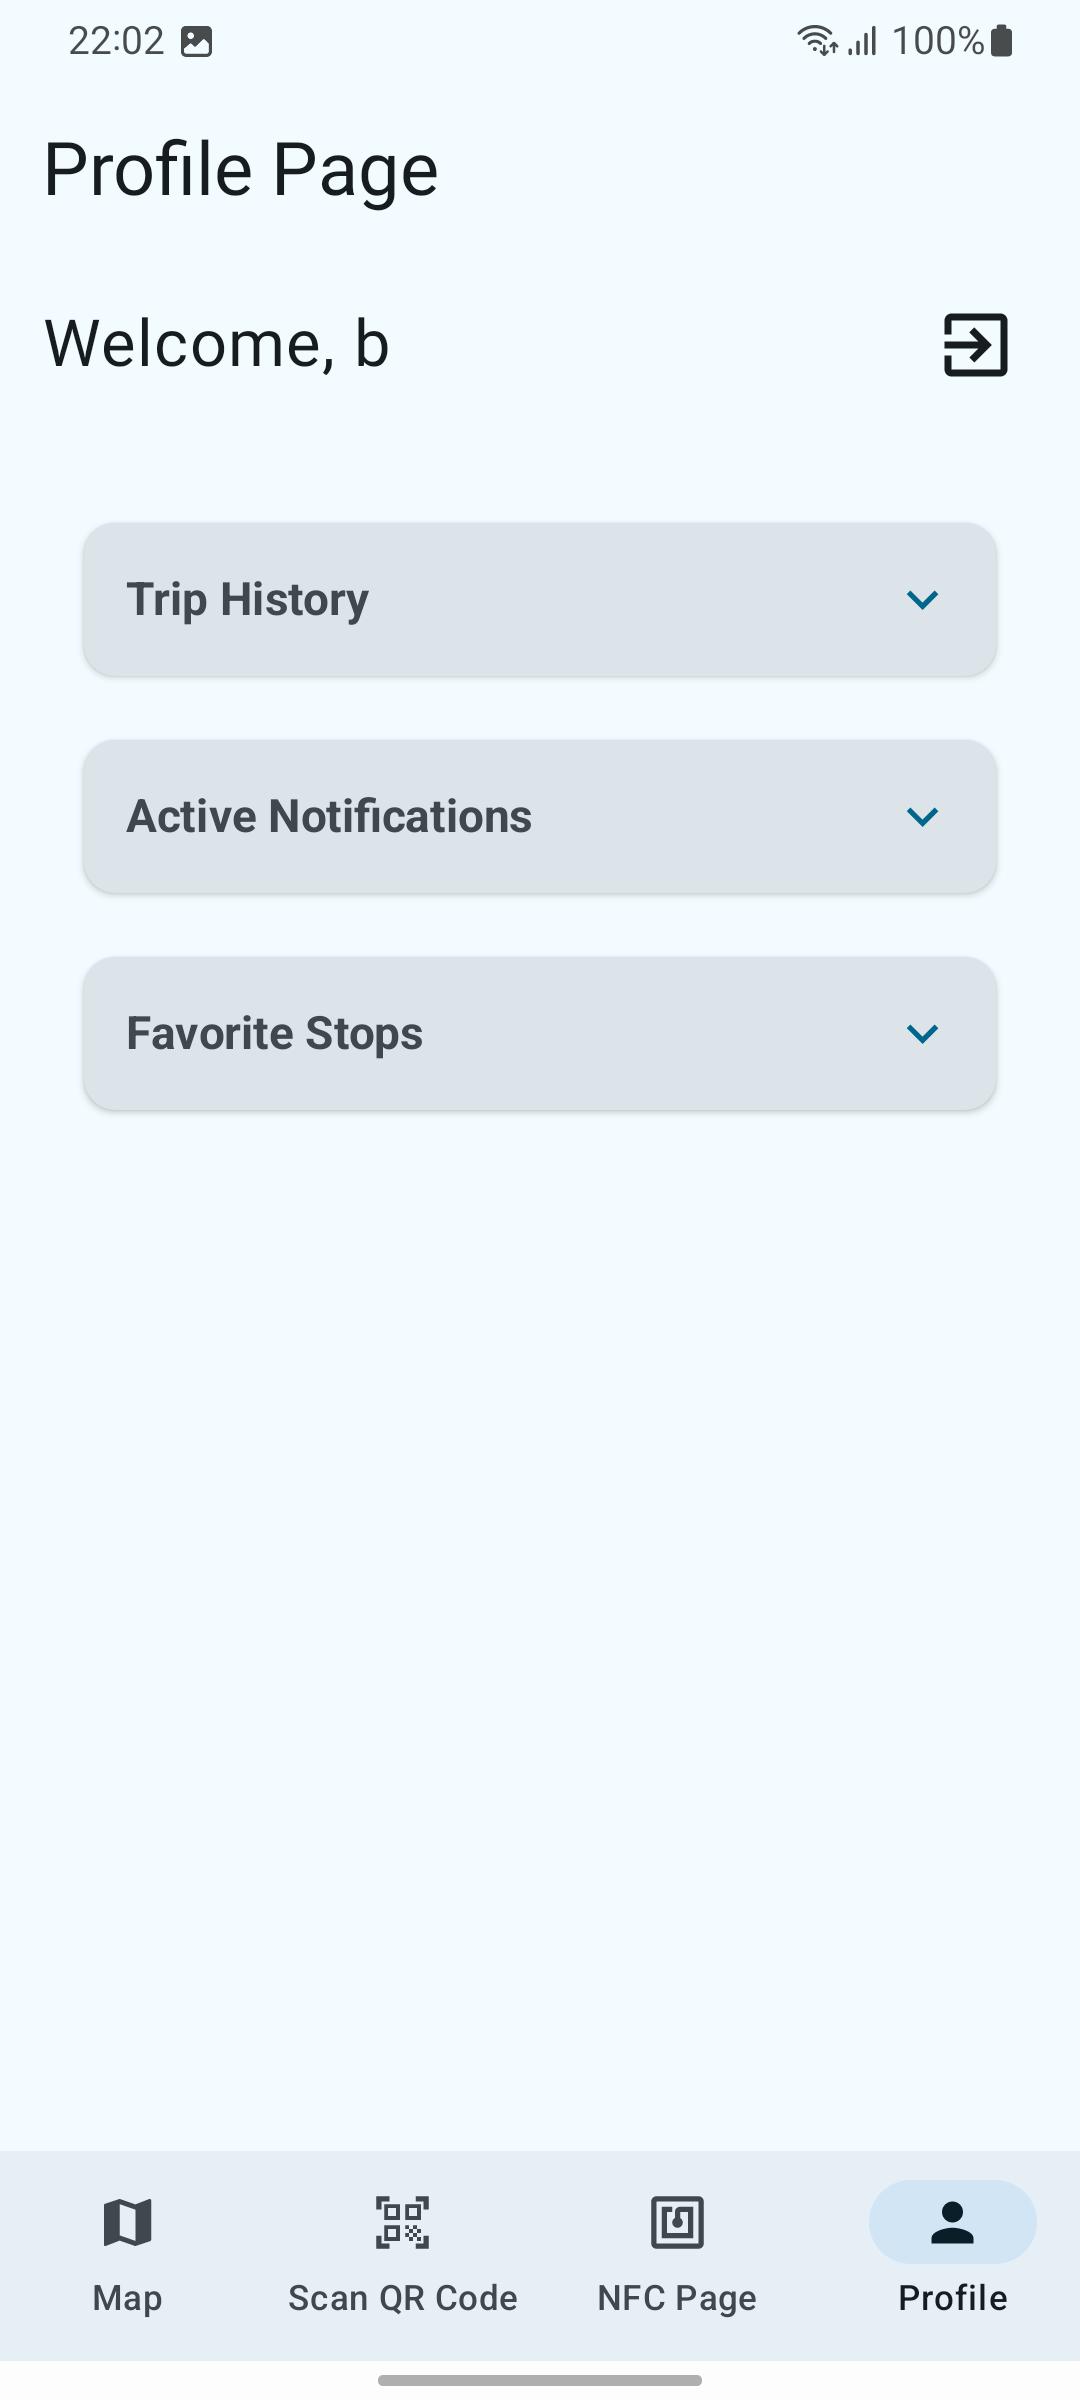 22:02
100%
Profile Page
Welcome, b
Trip History
Active Notifications
Favorite Stops
Map
Scan QR Code
NFC Page
Profile